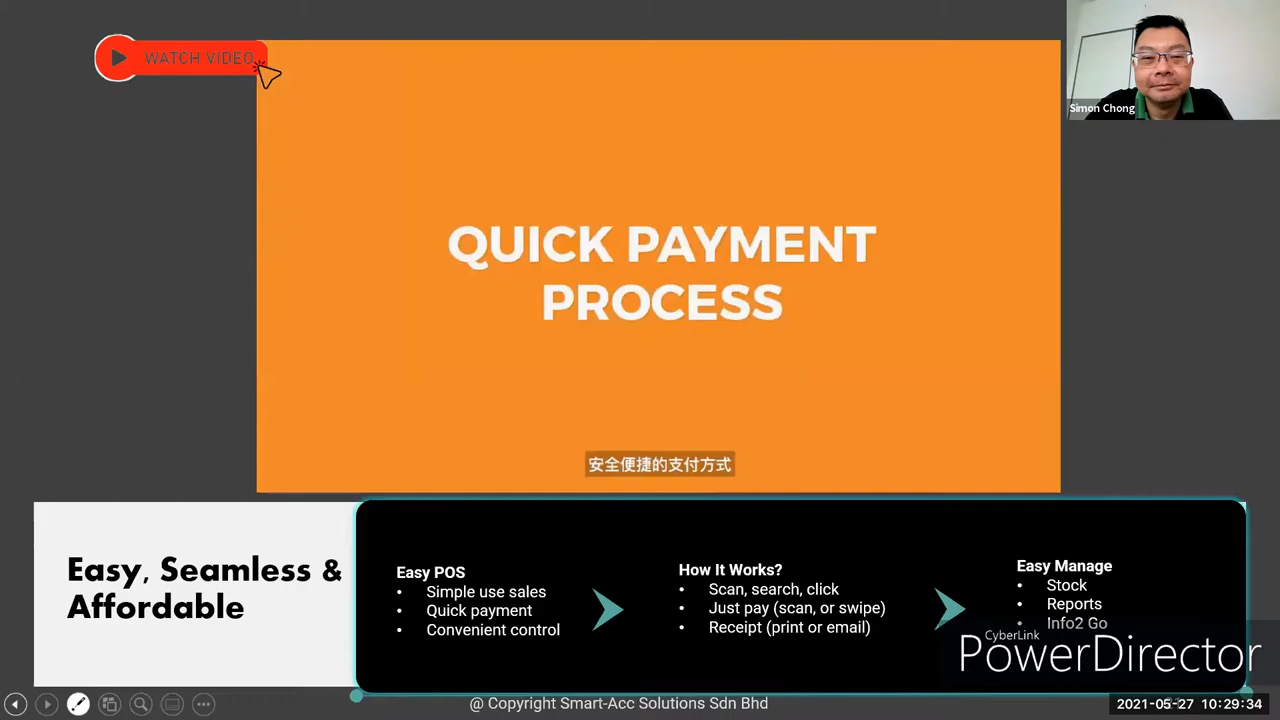 WATCH VIDEO
Simon Chong
QUICK PAYMENT
PROCESS
安全便捷的支付方式
Easy, Seamless &
Affordable
Easy POS
• Simple use sales
• Quick payment
• Convenient control
How It Works?
• Scan, search, click
• Just pay (scan, or swipe)
• Receipt (print or email)
Easy Manage
• Stock
• Reports
• Info2 Go
CyberLink
PowerDirector
@ Copyright Smart-Acc Solutions Sdn Bhd
2021-05-27 10:29:34